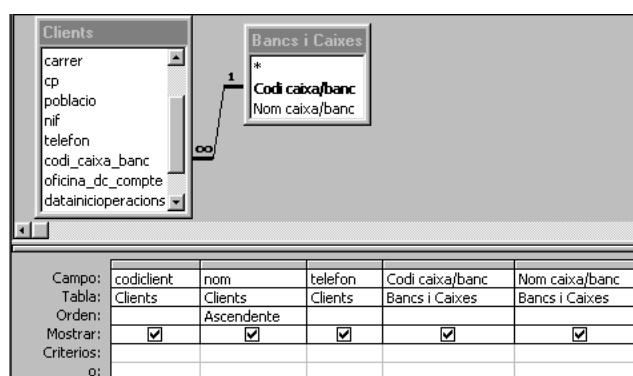 Clients
carrer
cp
poblacio
nif
telefon
codi_caixa_banc
oficina_dc_compte
datainicioperacions
1
∞
Bancs i Caixes
*
Codi caixa/banc
Nom caixa/banc
Campo: codiclient nom telefon Codi caixa/banc Nom caixa/banc
Tabla: Clients Clients Clients Bancs i Caixes Bancs i Caixes
Orden: Ascendente
Mostrar:
Criterios:
o: